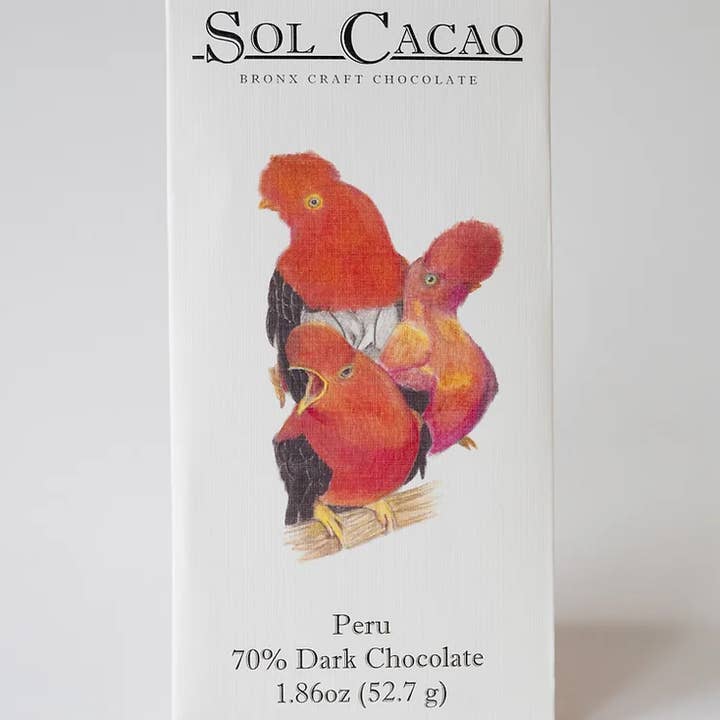 SOL CACAO
BRONX CRAFT CHOCOLATE
Peru
70% Dark Chocolate
1.86oz (52.7 g)